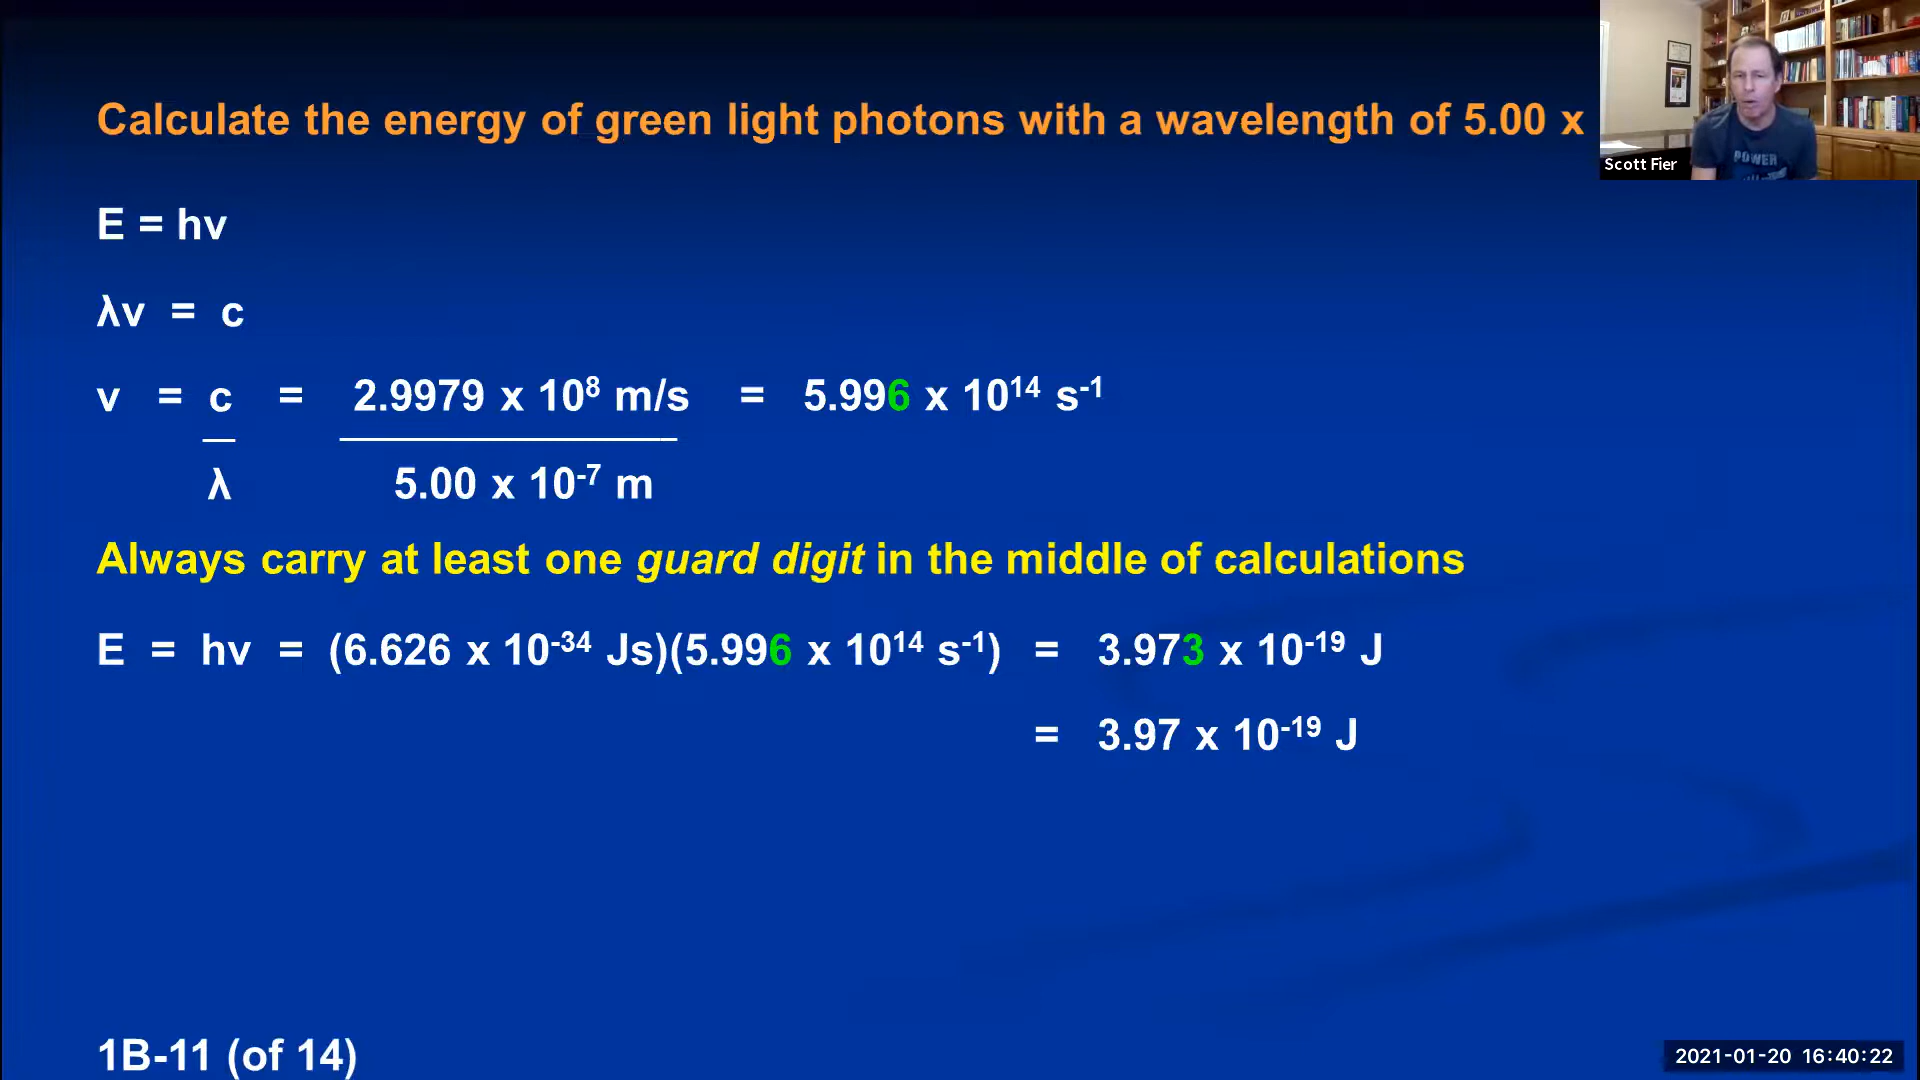 Calculate the energy of green light photons with a wavelength of 5.00 x
Scott Fier
POWER
E = hν
λν = c
ν = c = 2.9979 x 10⁸ m/s = 5.996 x 10¹⁴ s⁻¹
λ 5.00 x 10⁻⁷ m
Always carry at least one guard digit in the middle of calculations
E = hν = (6.626 x 10⁻³⁴ Js)(5.996 x 10¹⁴ s⁻¹) = 3.973 x 10⁻¹⁹ J
= 3.97 x 10⁻¹⁹ J
1B-11 (of 14)
2021-01-20 16:40:22